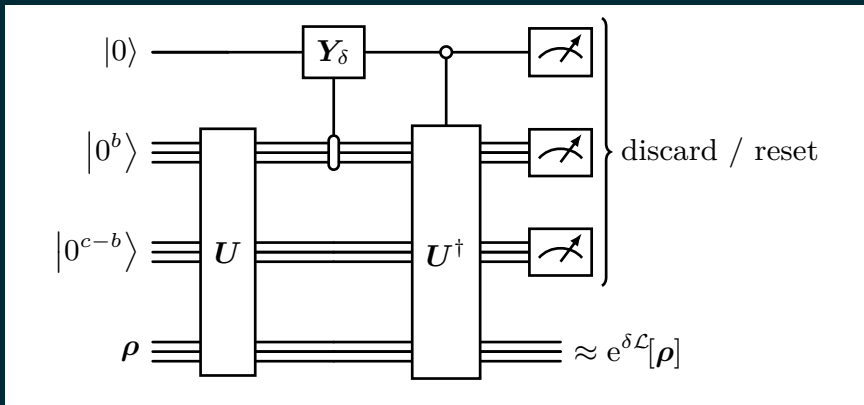 |0⟩ Y_δ
|0^b⟩ discard / reset
|0^{c−b}⟩ U U^†
ρ ≈ e^{δℒ}[ρ]